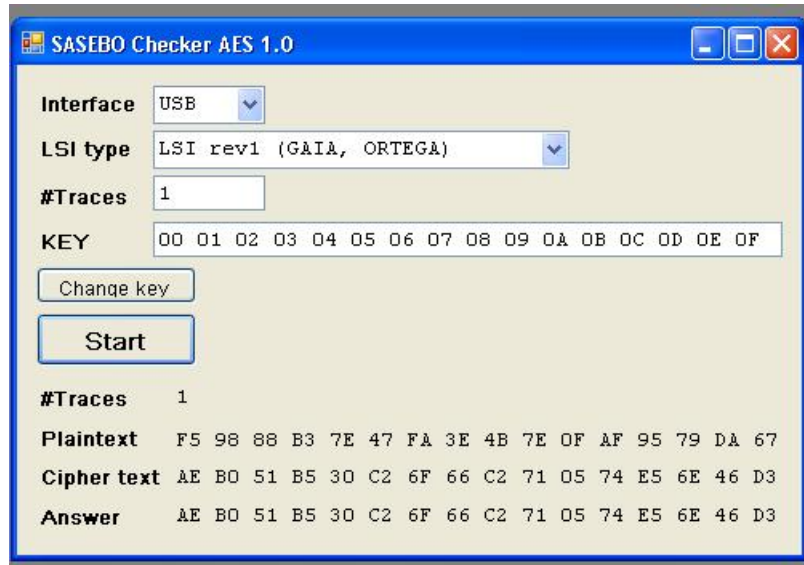 SASEBO Checker AES 1.0
Interface USB
LSI type LSI rev1 (GAIA, ORTEGA)
#Traces 1
KEY 00 01 02 03 04 05 06 07 08 09 0A 0B 0C 0D 0E 0F
Change key
Start
#Traces 1
Plaintext F5 98 88 B3 7E 47 FA 3E 4B 7E 0F AF 95 79 DA 67
Cipher text AE B0 51 B5 30 C2 6F 66 C2 71 05 74 E5 6E 46 D3
Answer AE B0 51 B5 30 C2 6F 66 C2 71 05 74 E5 6E 46 D3